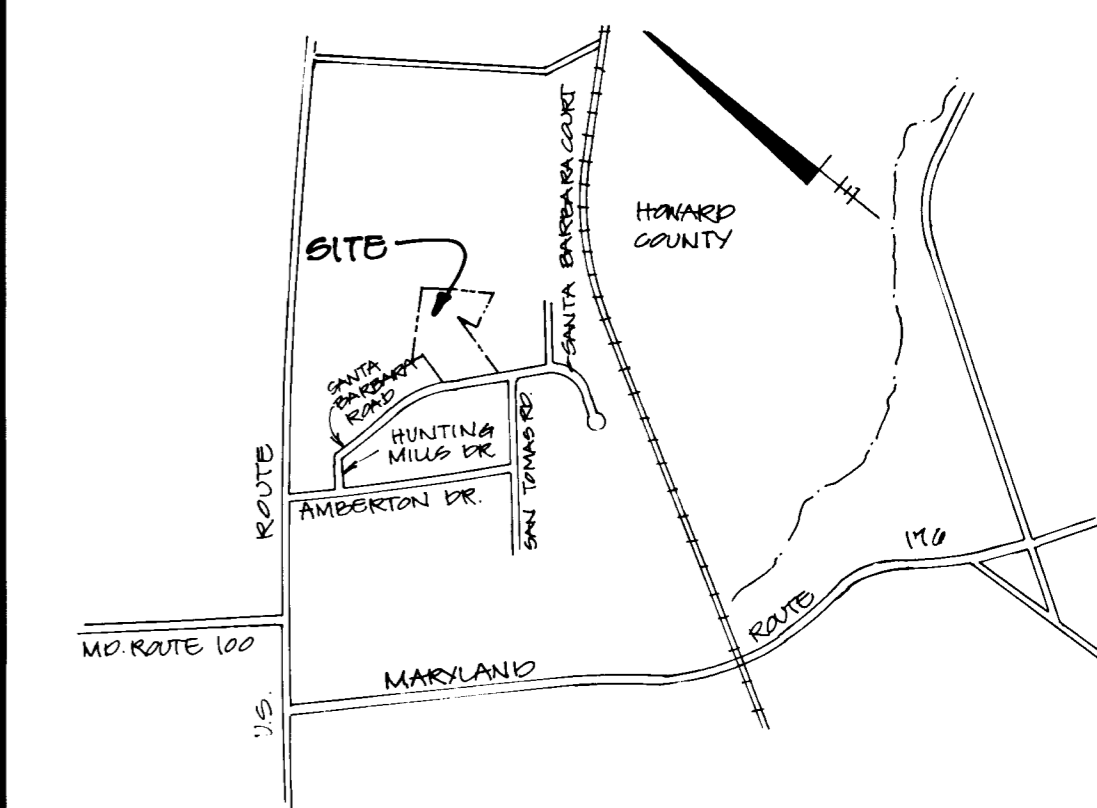 SANTA BARBARA COURT
HOWARD
COUNTY
SITE
SANTA
BARBARA
ROAD
HUNTING
MILLS DR
SAN TOMAS RD.
AMBERTON DR.
U.S. ROUTE
MD. ROUTE 100
MARYLAND ROUTE 176